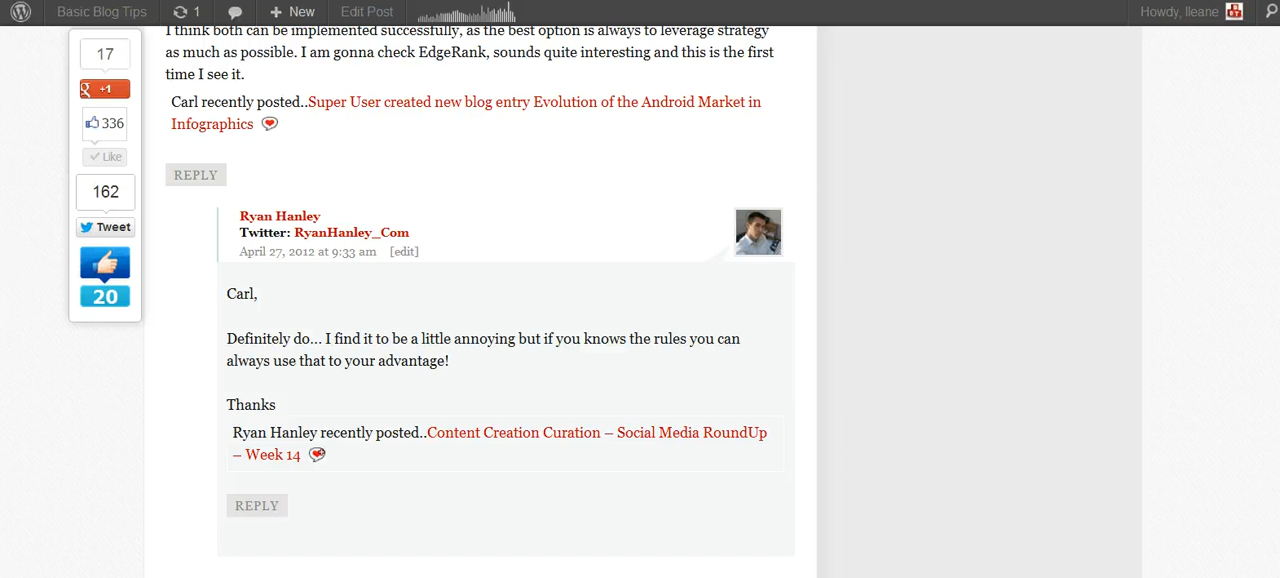 Basic Blog Tips 1 New Edit Post Howdy, Ileane
17
+1
336
Like
162
Tweet
20
I think both can be implemented successfully, as the best option is always to leverage strategy
as much as possible. I am gonna check EdgeRank, sounds quite interesting and this is the first
time I see it.
Carl recently posted..Super User created new blog entry Evolution of the Android Market in
Infographics
REPLY
Ryan Hanley
Twitter: RyanHanley_Com
April 27, 2012 at 9:33 am [edit]
Carl,
Definitely do... I find it to be a little annoying but if you knows the rules you can
always use that to your advantage!
Thanks
Ryan Hanley recently posted..Content Creation Curation – Social Media RoundUp
– Week 14
REPLY